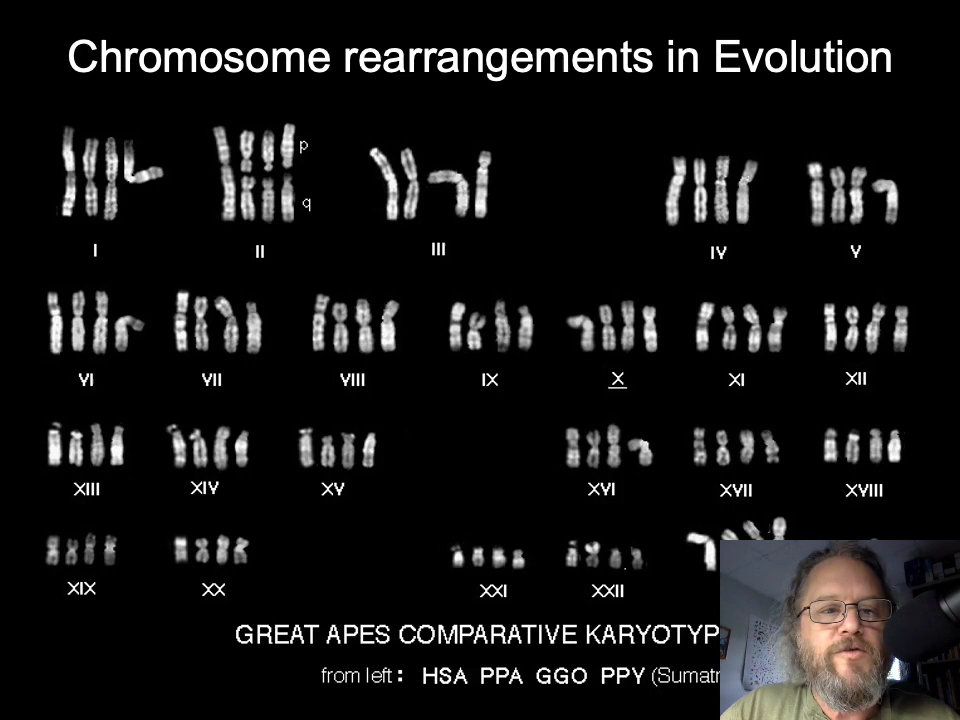 Chromosome rearrangements in Evolution
p
q
I II III IV V
VI VII VIII IX X XI XII
XIII XIV XV XVI XVII XVIII
XIX XX XXI XXII
GREAT APES COMPARATIVE KARYOTYP
from left : HSA PPA GGO PPY (Sumatr